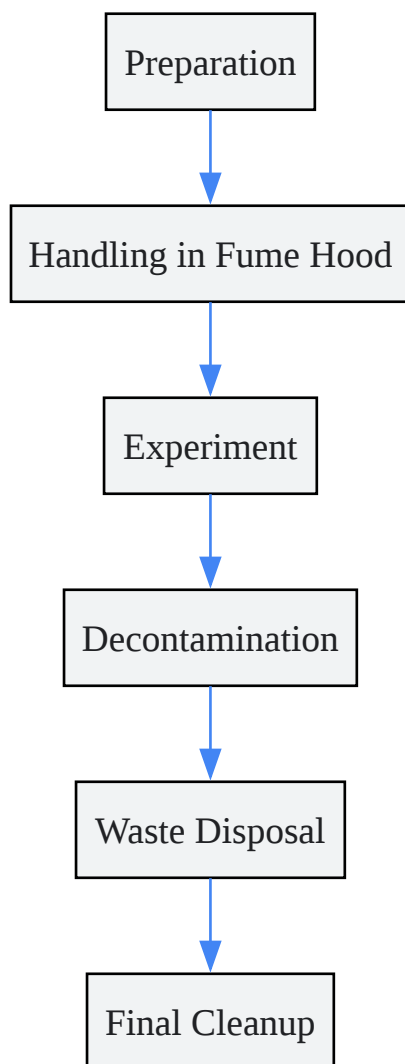 Preparation
Handling in Fume Hood
Experiment
Decontamination
Waste Disposal
Final Cleanup